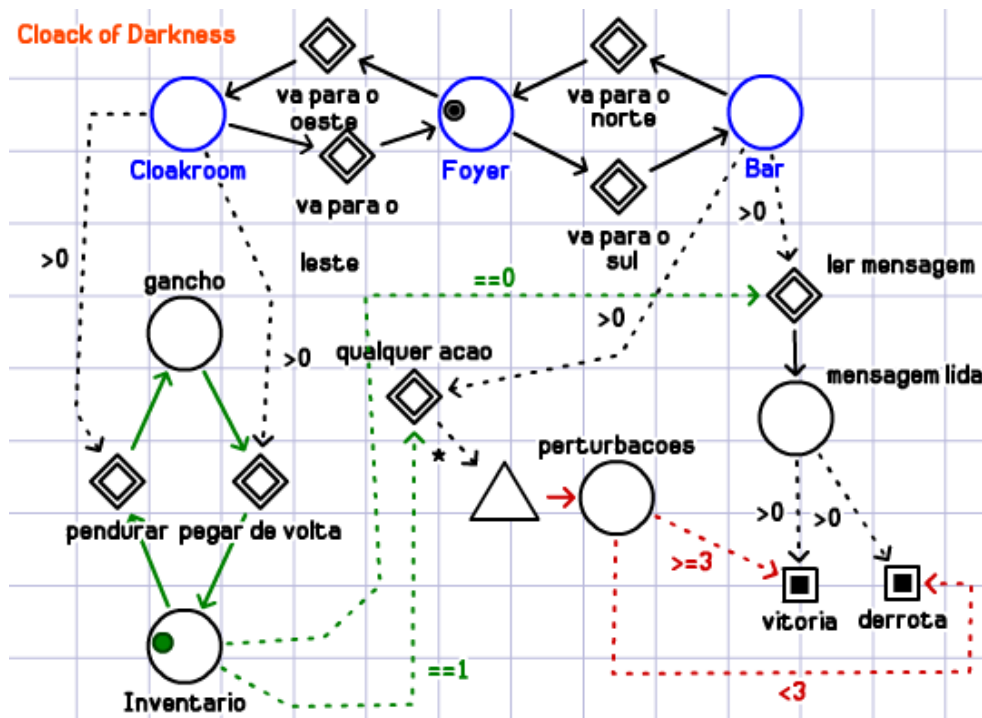 Cloack of Darkness
va para o
oeste
va para o
norte
Cloakroom
Foyer
Bar
va para o
leste
va para o
sul
>0
>0
ler mensagem
gancho
==0
>0
>0
qualquer acao
mensagem lida
*
perturbacoes
pendurar
pegar de volta
>0
>0
>=3
vitoria
derrota
==1
<3
Inventario